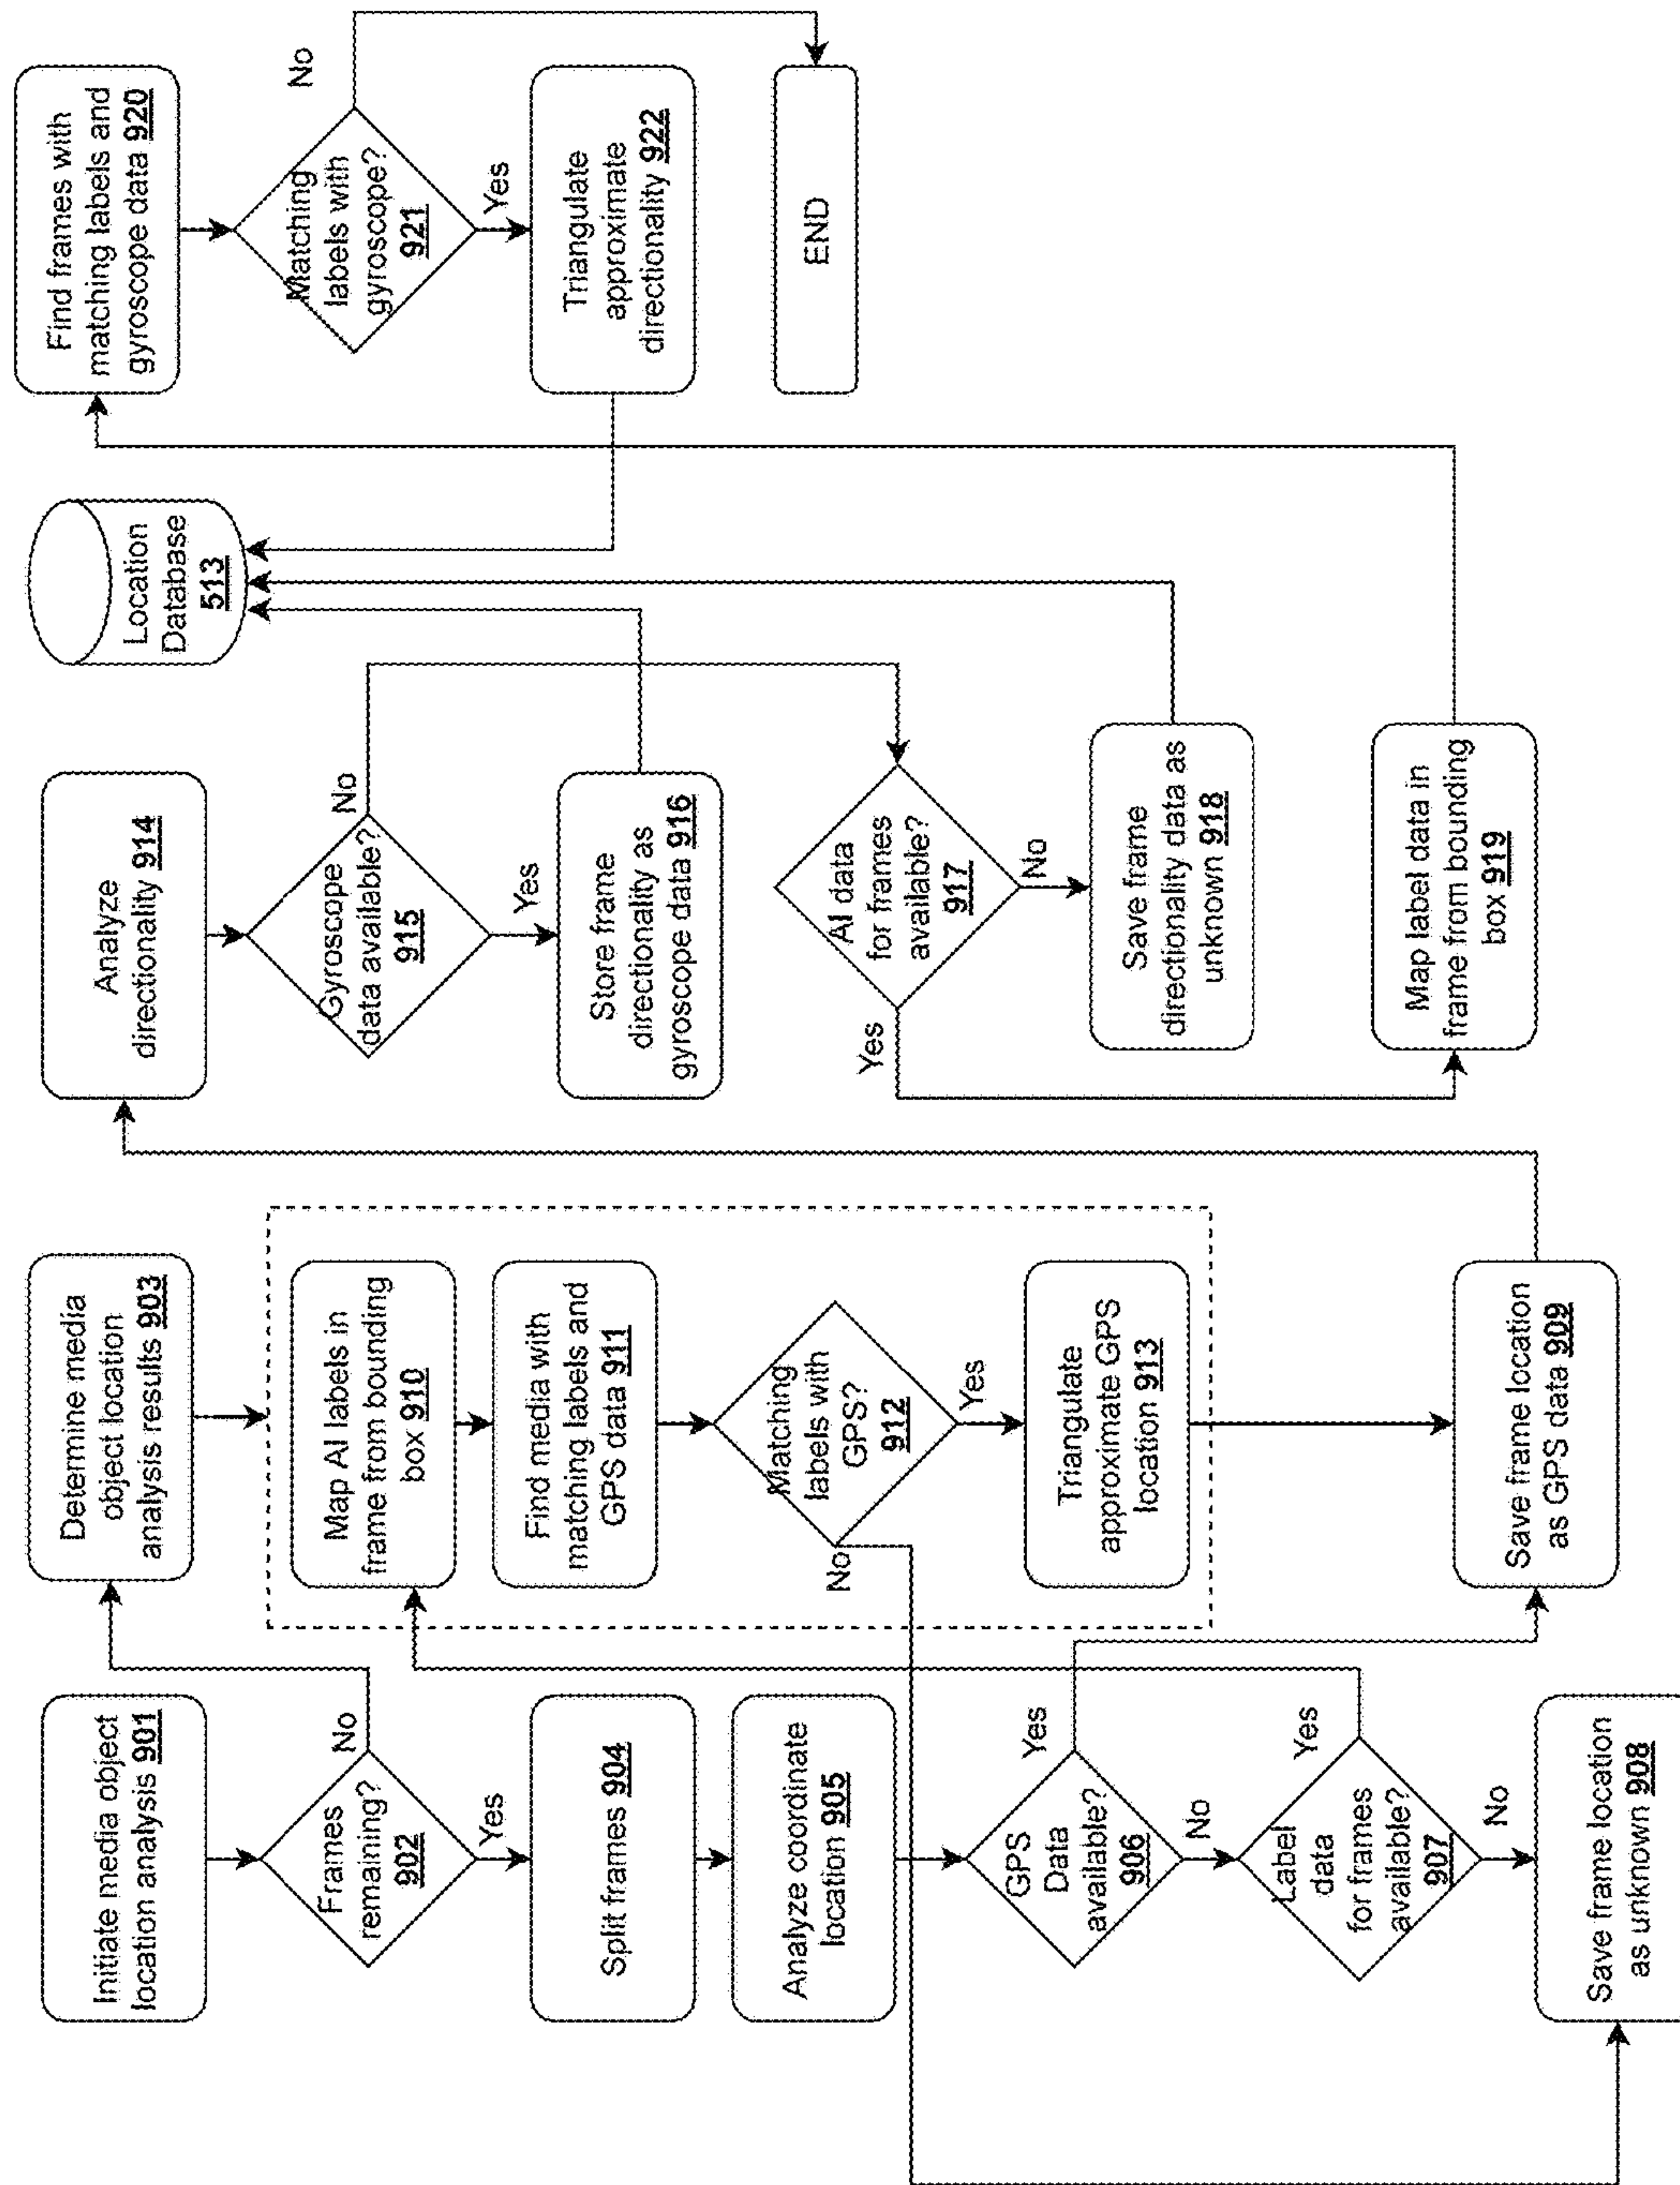 Initiate media object
location analysis 901
Frames
remaining?
902
No
Yes
Split frames 904
Analyze coordinate
location 905
GPS
Data
available?
906
Yes
No
Label
data
for frames
available?
907
Yes
No
Save frame location
as unknown 908
Determine media
object location
analysis results 903
Map AI labels in
frame from bounding
box 910
Find media with
matching labels and
GPS data 911
Matching
labels with
GPS?
912
No
Yes
Triangulate
approximate GPS
location 913
Save frame location
as GPS data 909
Analyze
directionality 914
Gyroscope
data available?
915
No
Yes
Store frame
directionality as
gyroscope data 916
AI data
for frames
available?
917
Yes
No
Save frame
directionality data as
unknown 918
Map label data in
frame from bounding
box 919
Location
Database
513
Find frames with
matching labels and
gyroscope data 920
Matching
labels with
gyroscope?
921
No
Yes
Triangulate
approximate
directionality 922
END